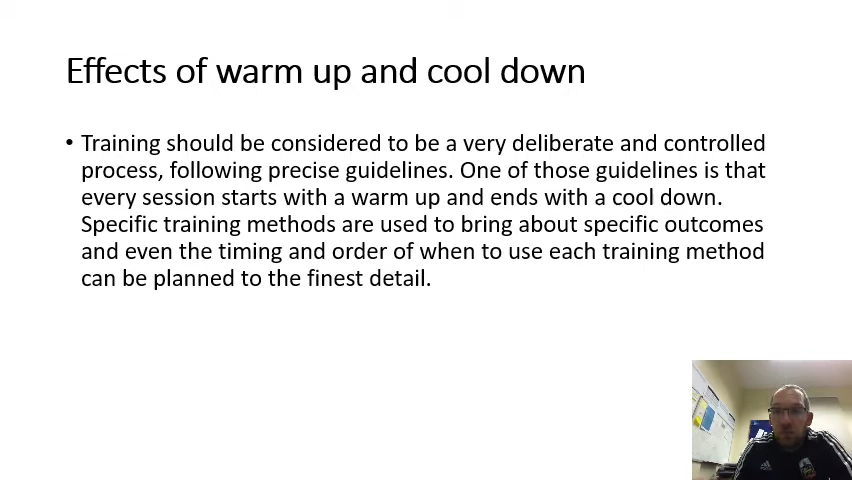 Effects of warm up and cool down
• Training should be considered to be a very deliberate and controlled
process, following precise guidelines. One of those guidelines is that
every session starts with a warm up and ends with a cool down.
Specific training methods are used to bring about specific outcomes
and even the timing and order of when to use each training method
can be planned to the finest detail.